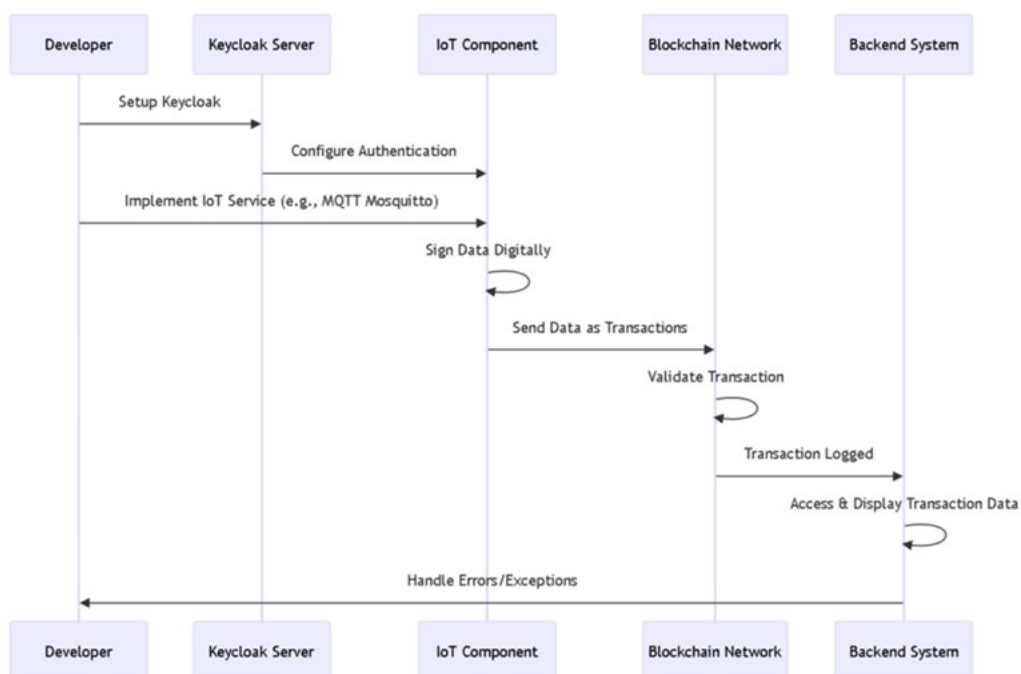 Developer
Keycloak Server
IoT Component
Blockchain Network
Backend System
Setup Keycloak
Configure Authentication
Implement IoT Service (e.g., MQTT Mosquitto)
Sign Data Digitally
Send Data as Transactions
Validate Transaction
Transaction Logged
Access & Display Transaction Data
Handle Errors/Exceptions
Developer
Keycloak Server
IoT Component
Blockchain Network
Backend System